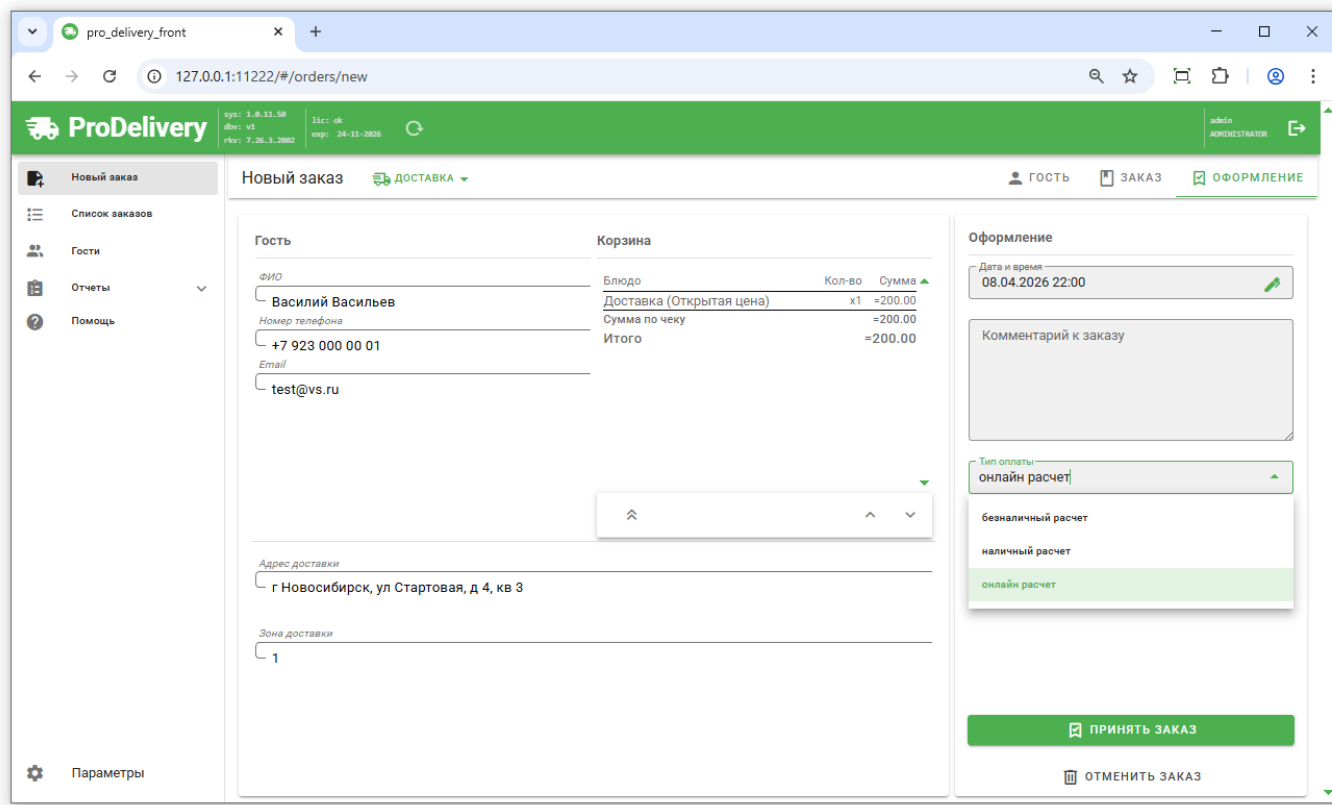 pro_delivery_front
127.0.0.1:11222/#/orders/new
ProDelivery
sys: 1.0.11.50
dbv: v1
rkv: 7.26.3.2002
lic: ok
exp: 24-11-2026
admin
ADMINISTRATOR
Новый заказ
Список заказов
Гости
Отчеты
Помощь
Параметры
Новый заказ ДОСТАВКА
ГОСТЬ ЗАКАЗ ОФОРМЛЕНИЕ
Гость
ФИО
Василий Васильев
Номер телефона
+7 923 000 00 01
Email
test@vs.ru
Корзина
Блюдо Кол-во Сумма
Доставка (Открытая цена) x1 =200.00
Сумма по чеку =200.00
Итого =200.00
Адрес доставки
г Новосибирск, ул Стартовая, д 4, кв 3
Зона доставки
1
Оформление
Дата и время
08.04.2026 22:00
Комментарий к заказу
Тип оплаты
онлайн расчет
безналичный расчет
наличный расчет
онлайн расчет
ПРИНЯТЬ ЗАКАЗ
ОТМЕНИТЬ ЗАКАЗ